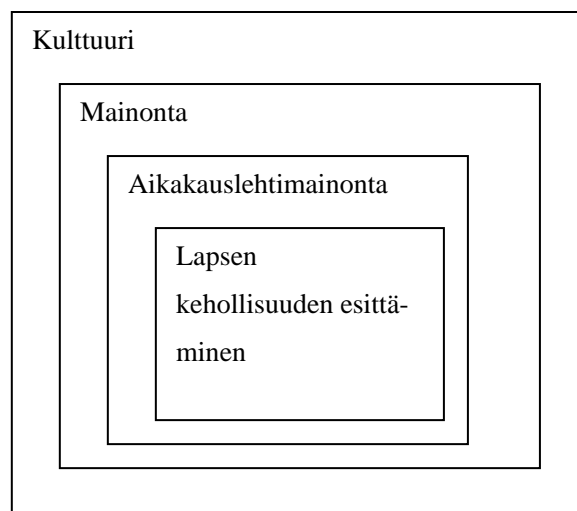 Kulttuuri
Mainonta
Aikakauslehtimainonta
Lapsen
kehollisuuden esittä-
minen